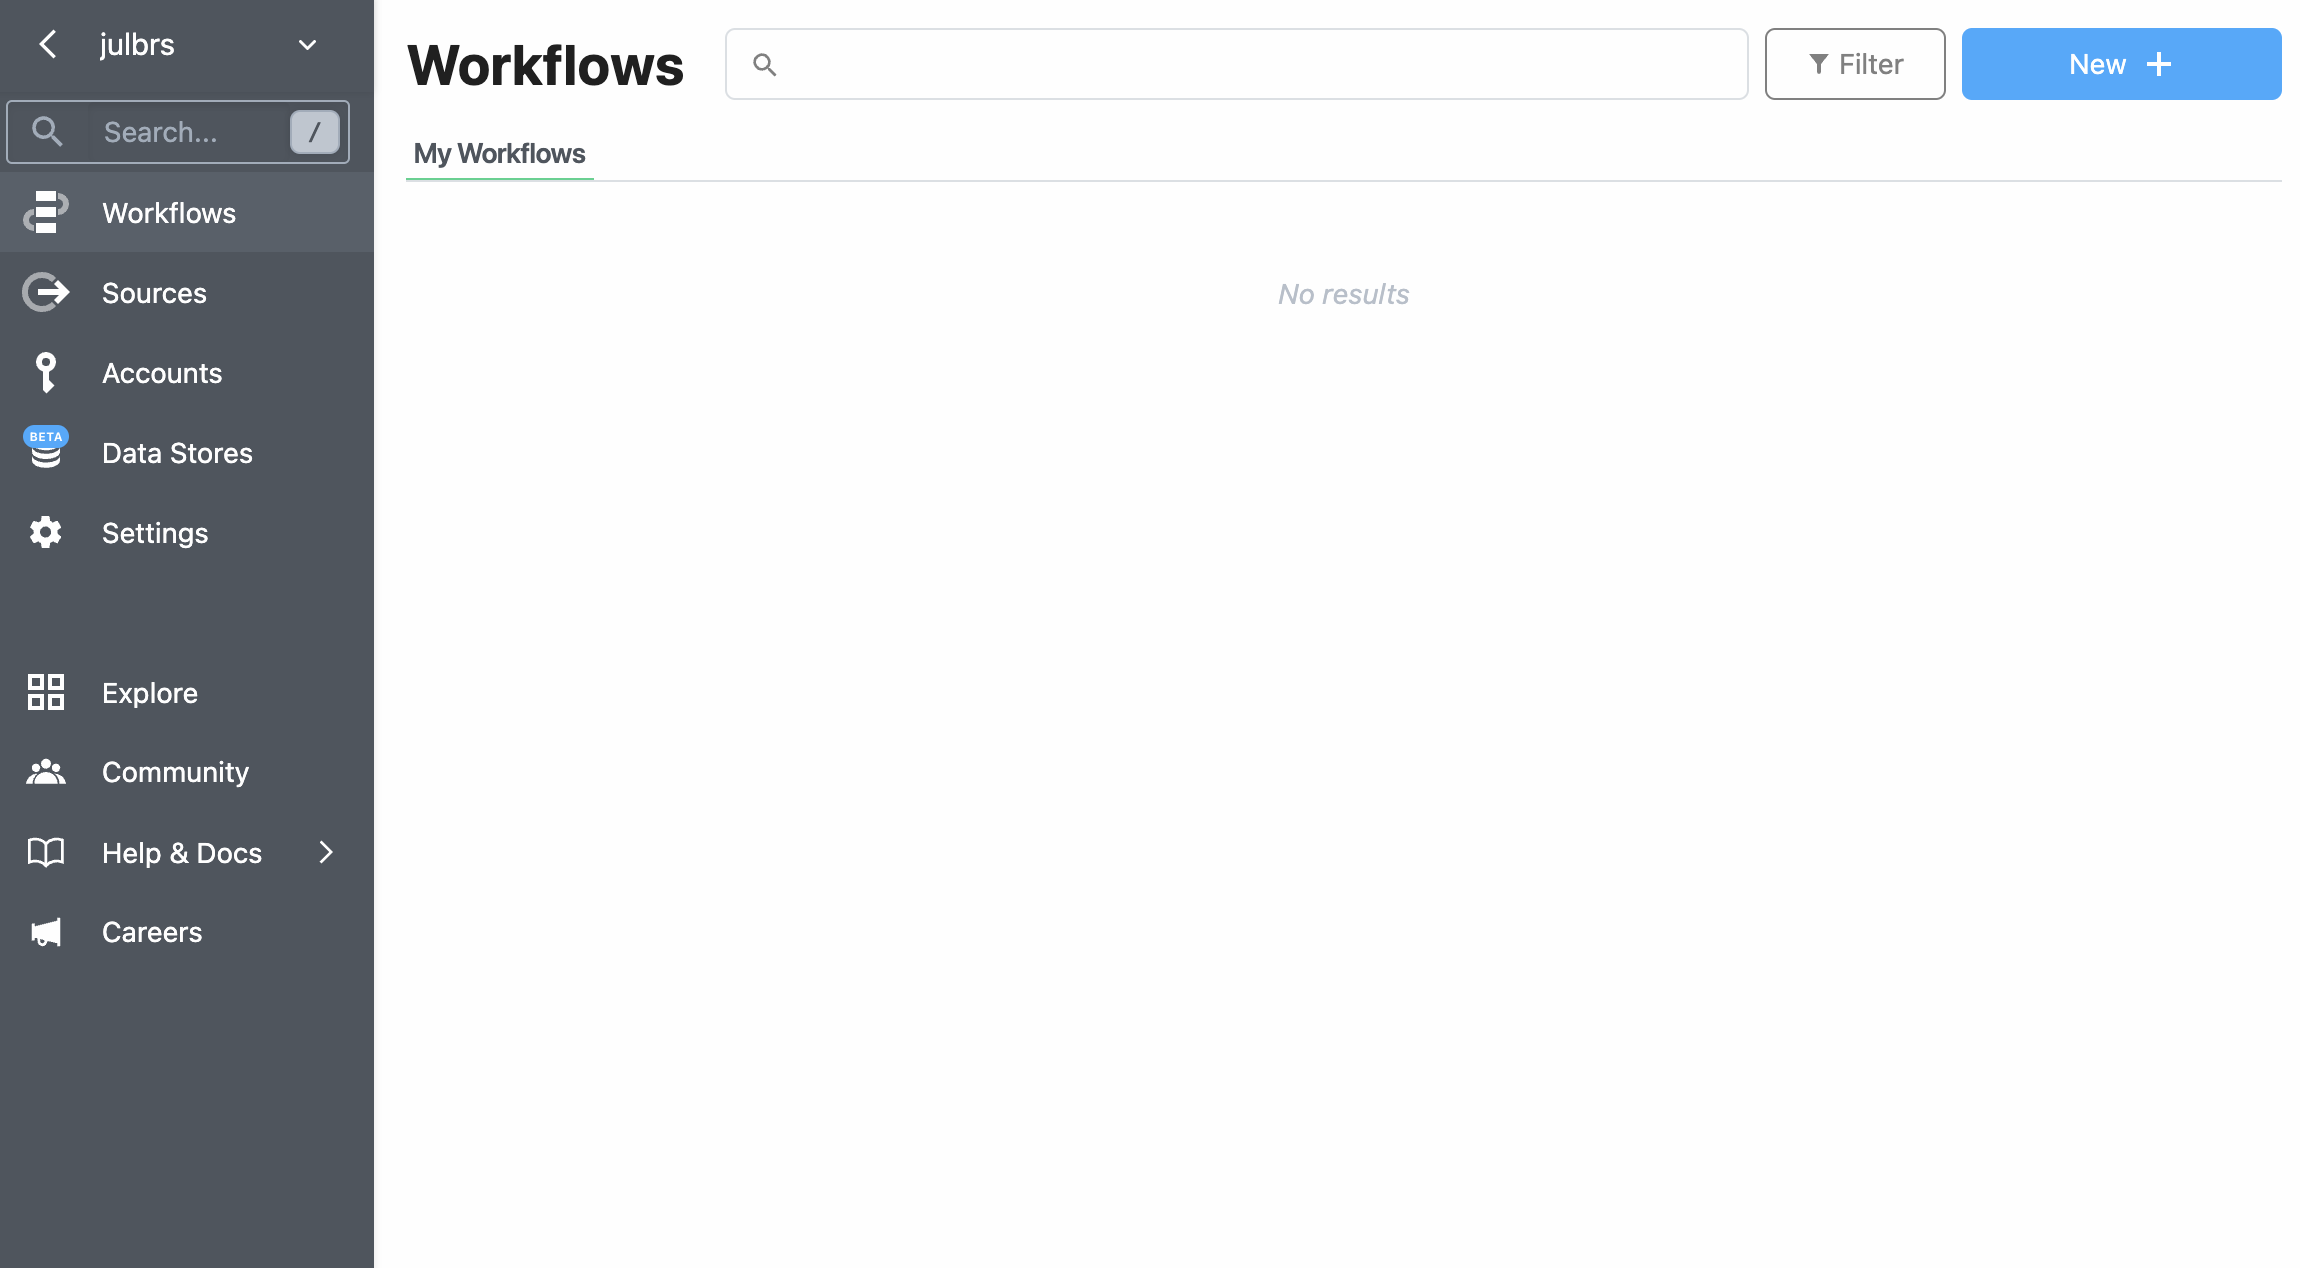 julbrs
Search...
/
Workflows
Sources
Accounts
BETA
Data Stores
Settings
Explore
Community
Help & Docs
Careers
Workflows
Filter
New +
My Workflows
No results